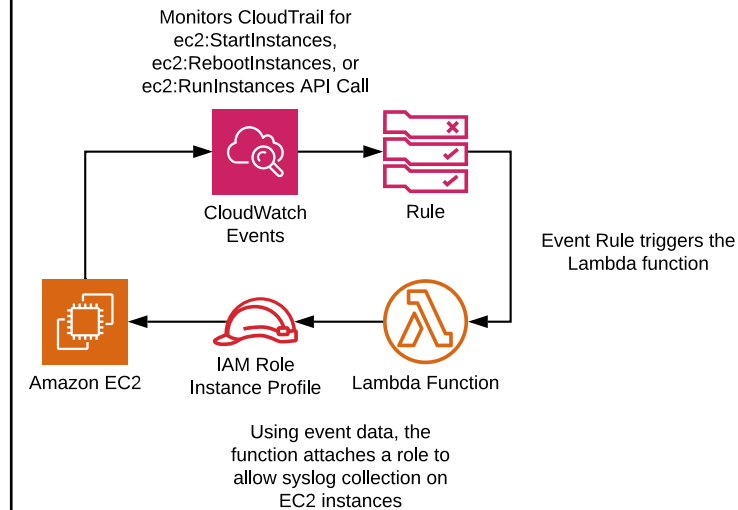 Monitors CloudTrail for
ec2:StartInstances,
ec2:RebootInstances, or
ec2:RunInstances API Call
CloudWatch
Events
Rule
Event Rule triggers the
Lambda function
Amazon EC2
IAM Role
Instance Profile
Lambda Function
Using event data, the
function attaches a role to
allow syslog collection on
EC2 instances